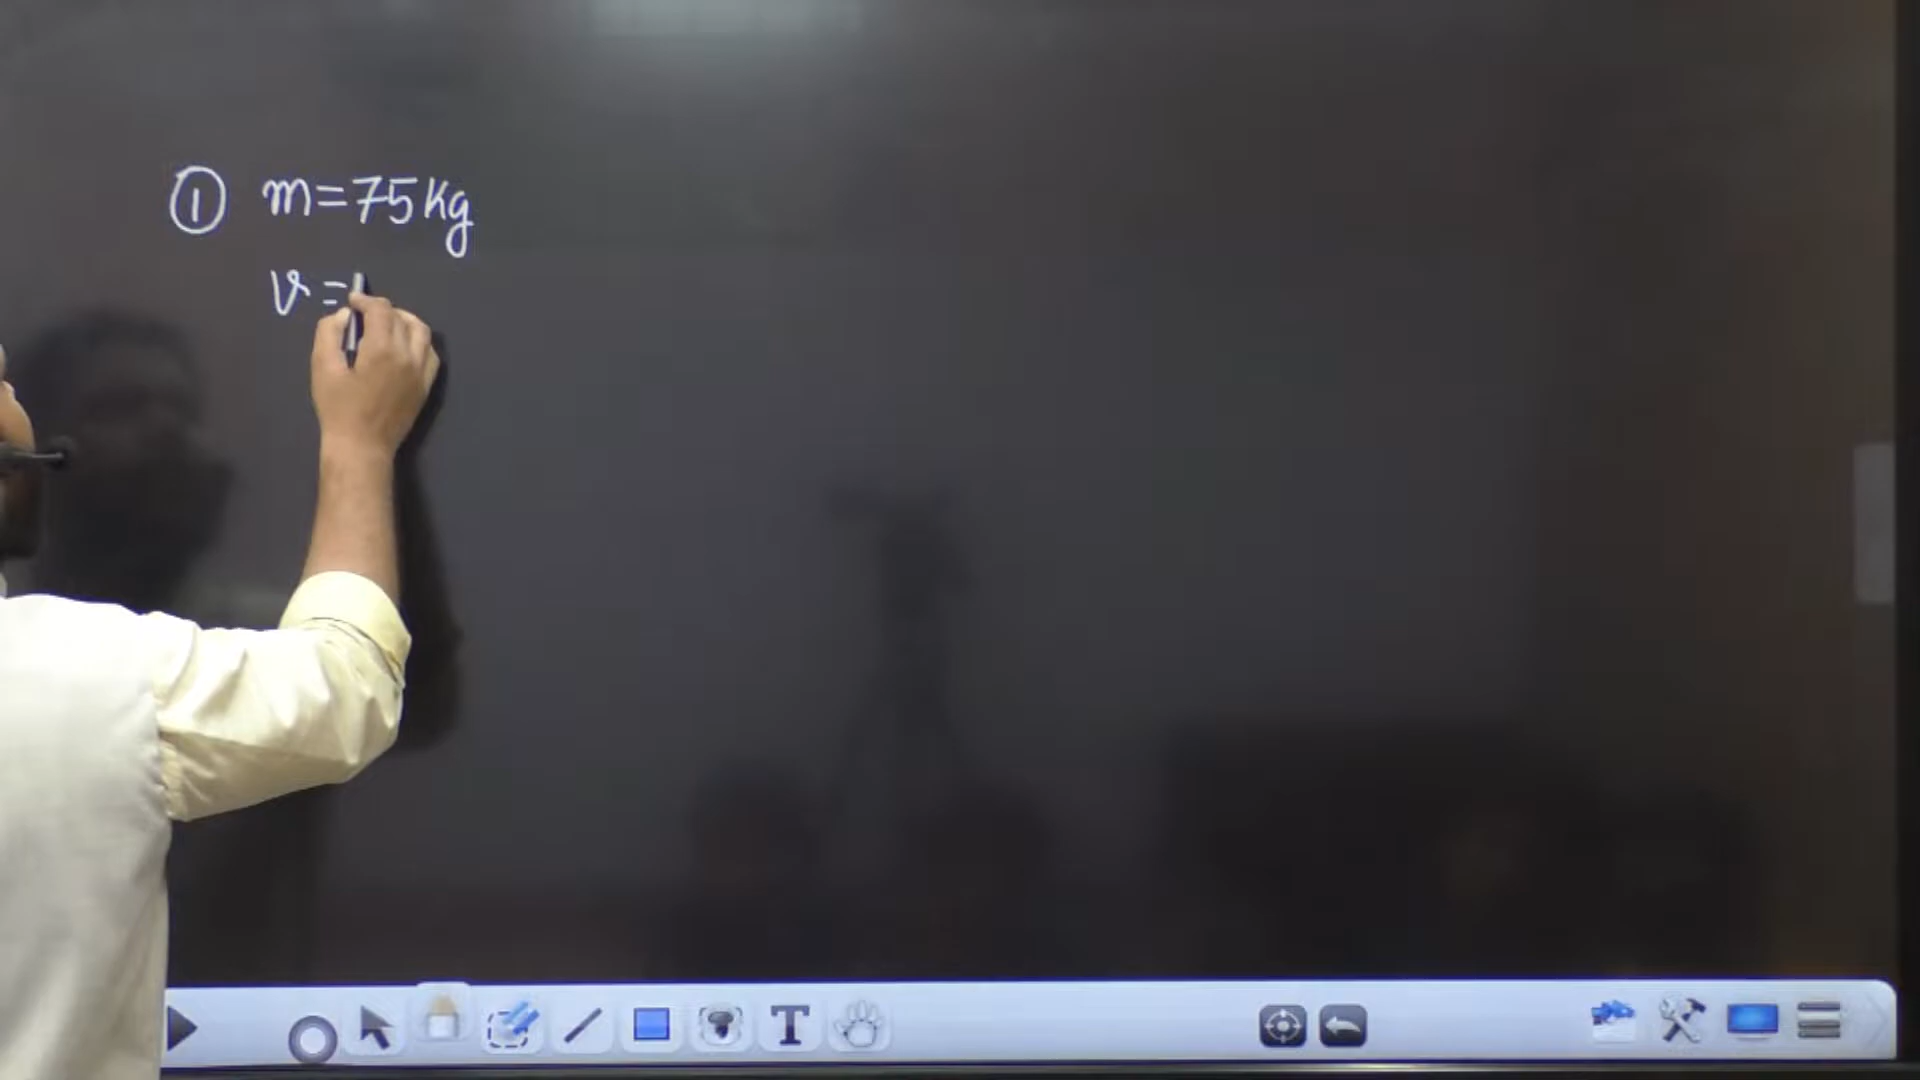 ① m=75 Kg
v=
T